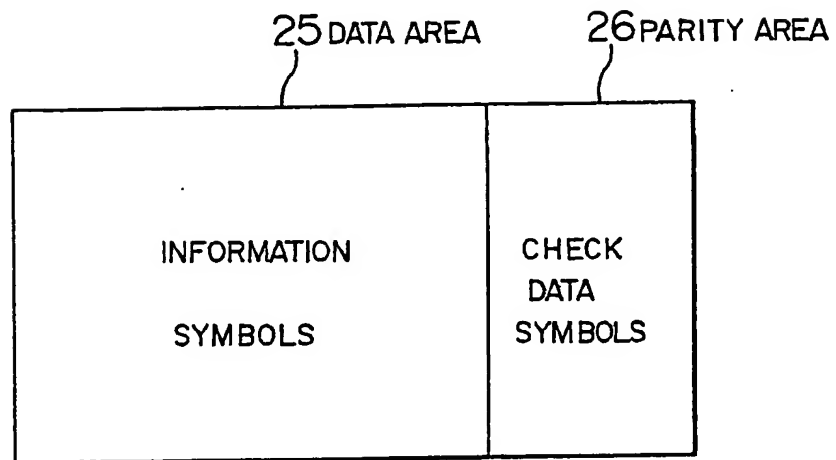 25 DATA AREA
26 PARITY AREA
INFORMATION
SYMBOLS
CHECK
DATA
SYMBOLS